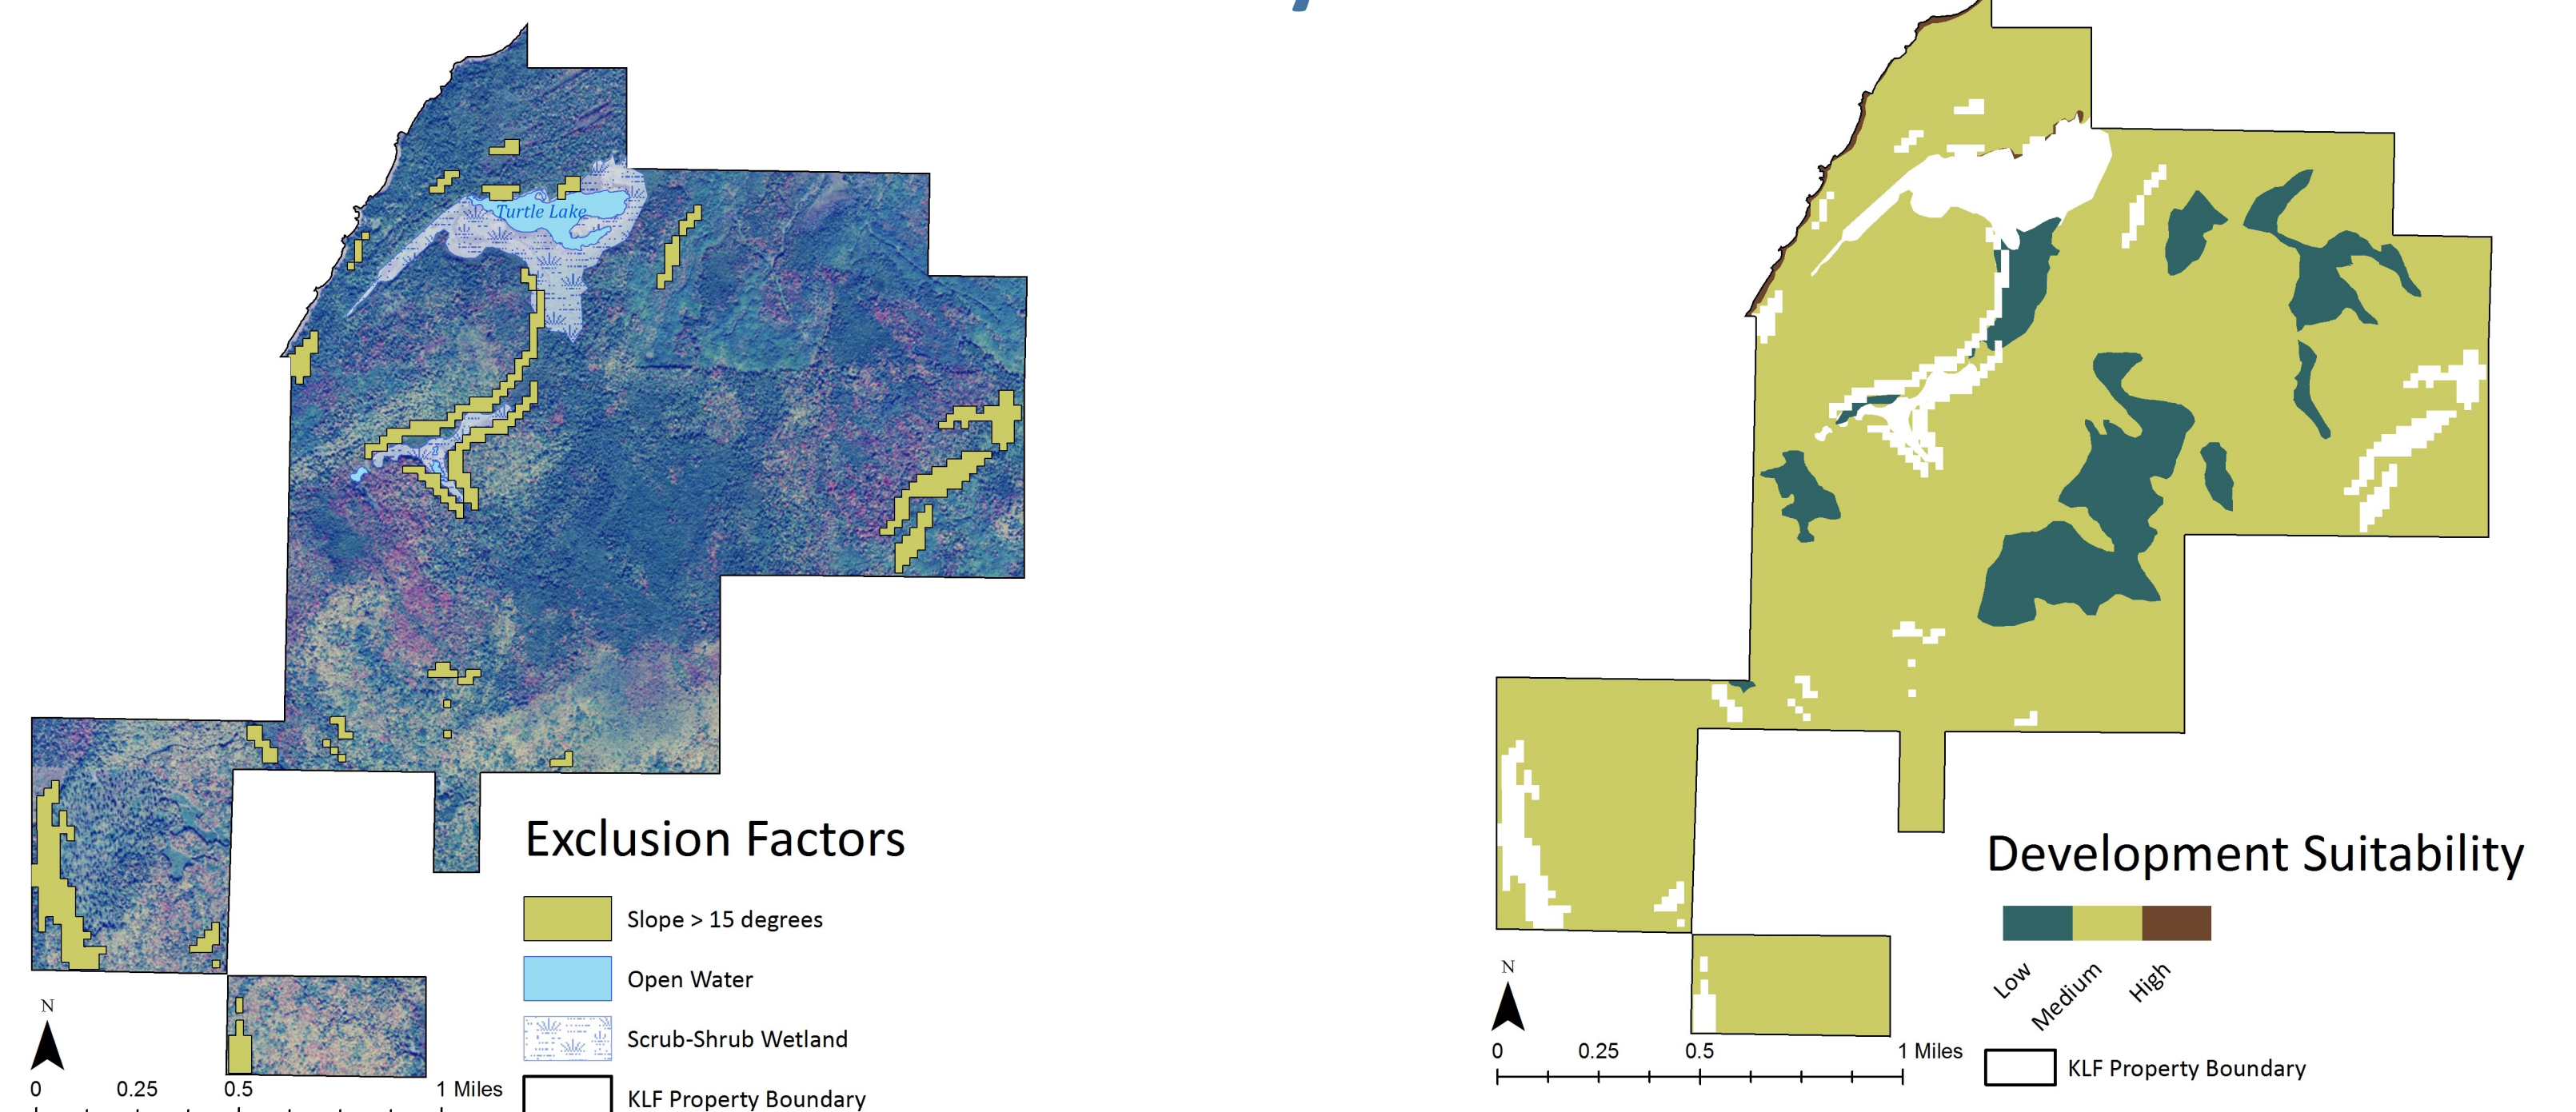 Turtle Lake
Exclusion Factors
Slope > 15 degrees
Open Water
Scrub-Shrub Wetland
KLF Property Boundary
N
0 0.25 0.5 1 Miles
Development Suitability
Low
Medium
High
KLF Property Boundary
N
0 0.25 0.5 1 Miles